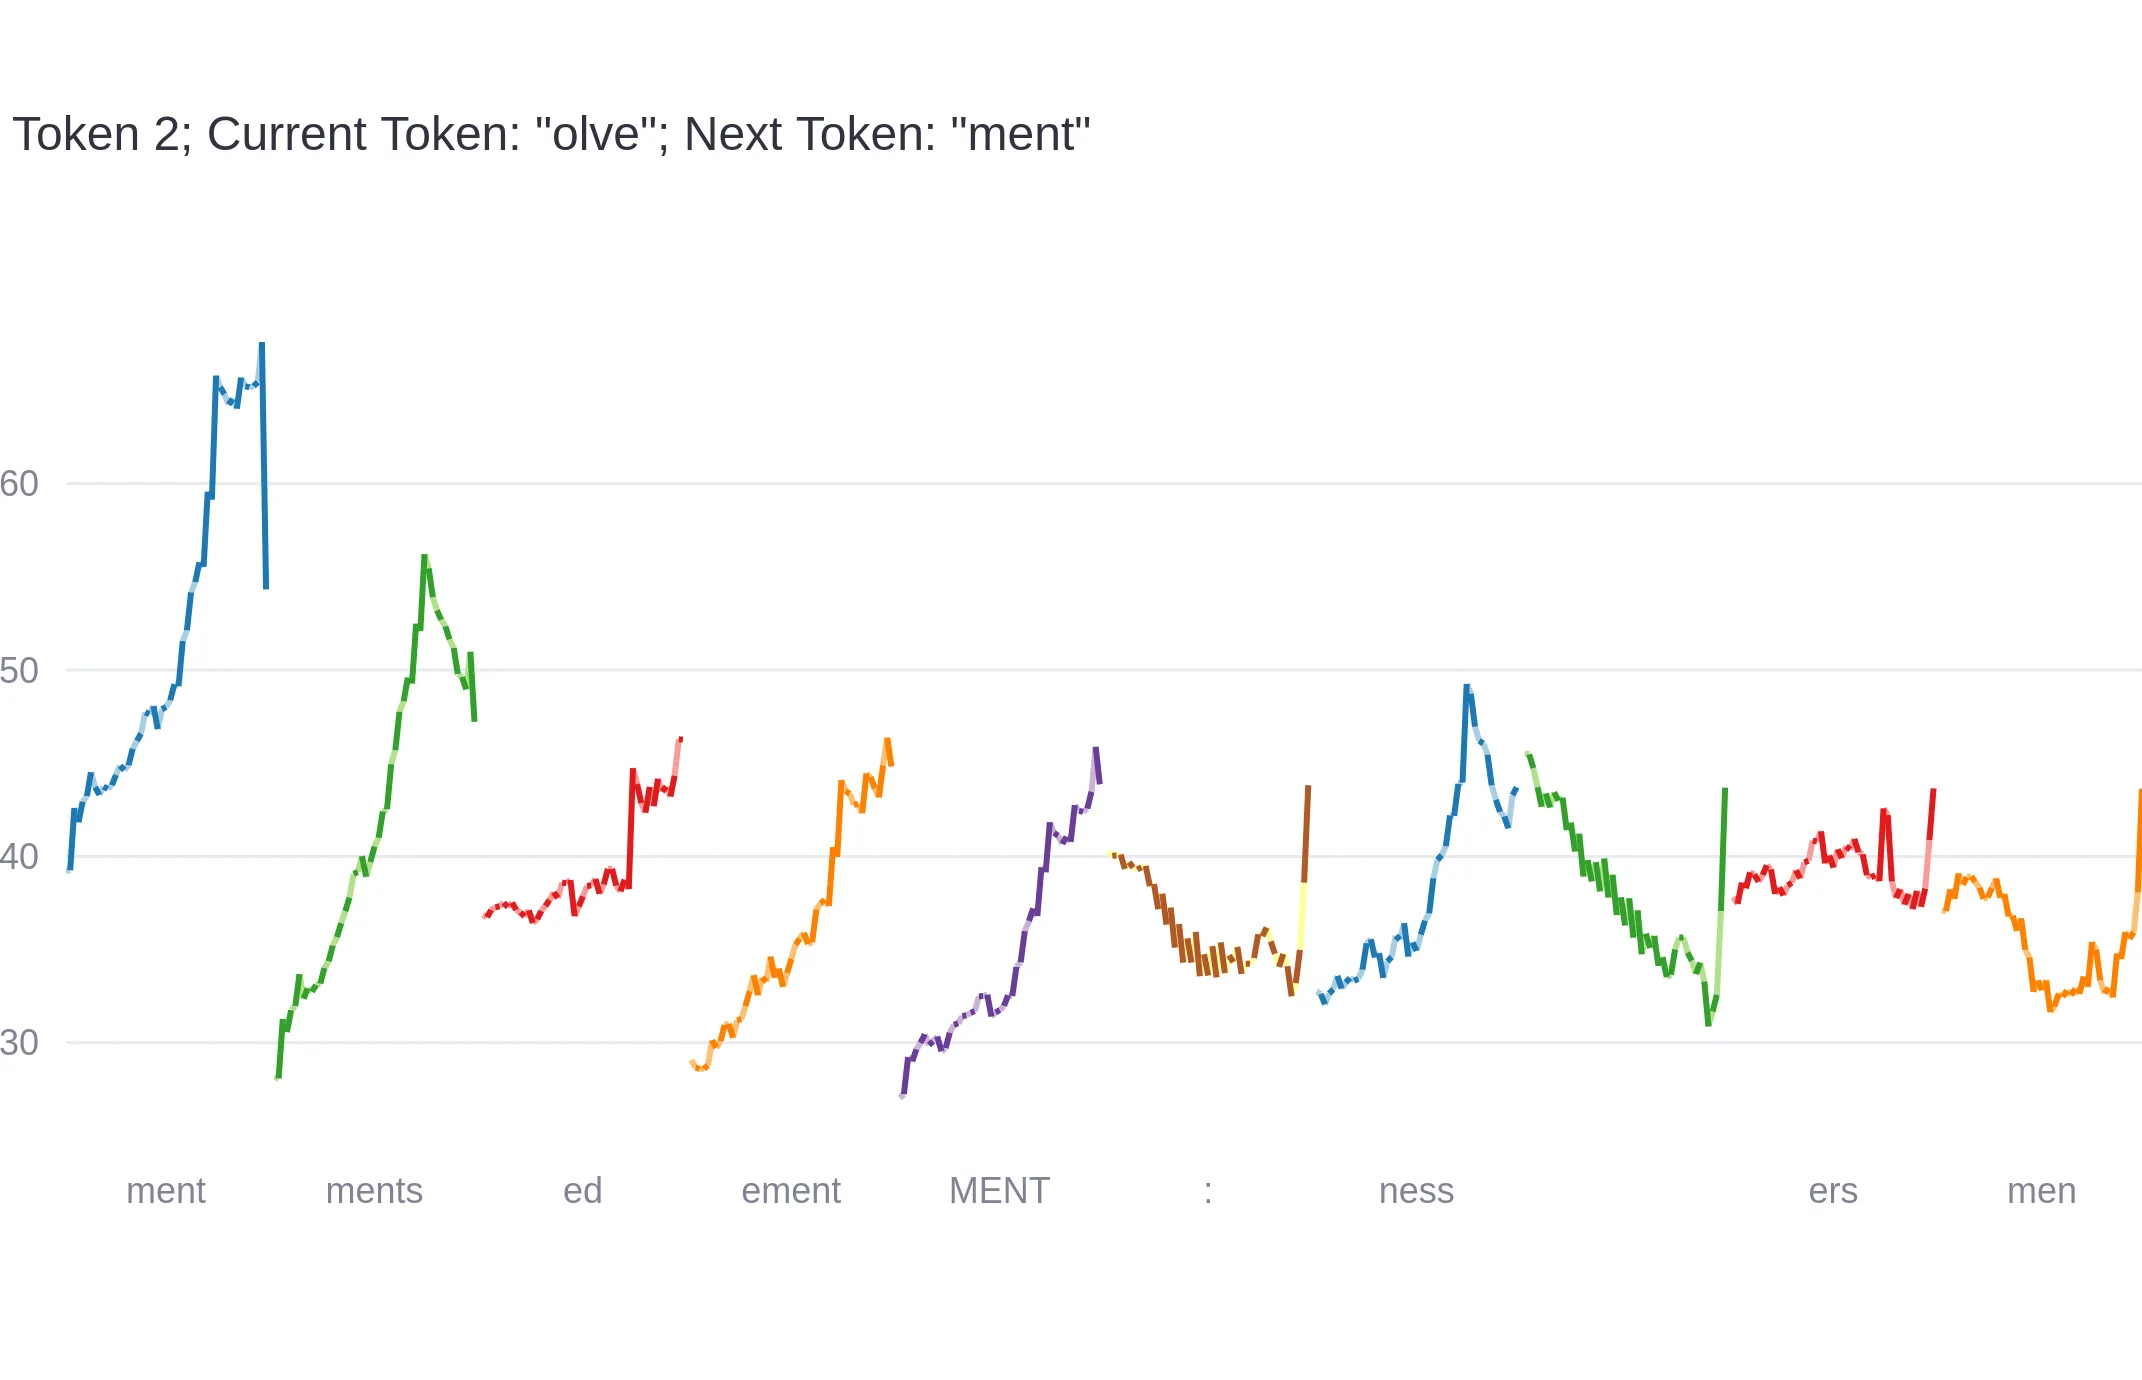 Token 2; Current Token: "olve"; Next Token: "ment"
60
50
40
30
ment ments ed ement MENT : ness ers men